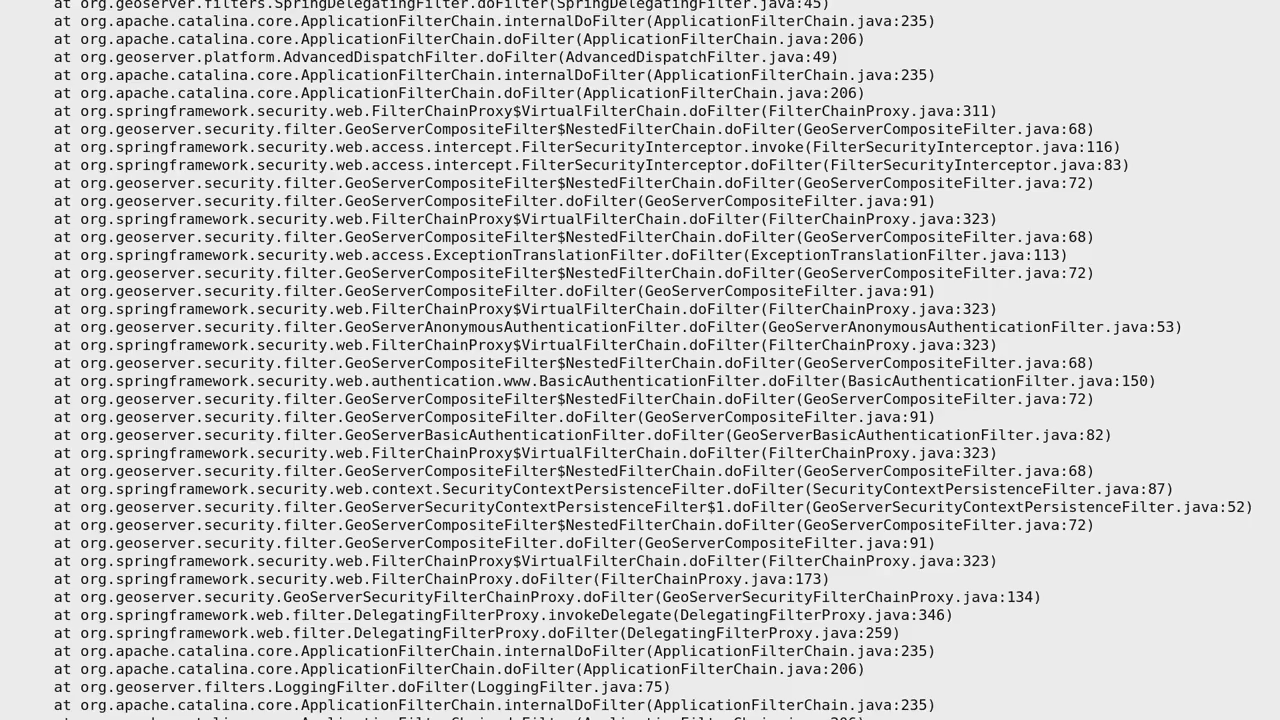 at org.geoserver.filters.SpringDelegatingFilter.doFilter(SpringDelegatingFilter.java:45)
at org.apache.catalina.core.ApplicationFilterChain.internalDoFilter(ApplicationFilterChain.java:235)
at org.apache.catalina.core.ApplicationFilterChain.doFilter(ApplicationFilterChain.java:206)
at org.geoserver.platform.AdvancedDispatchFilter.doFilter(AdvancedDispatchFilter.java:49)
at org.apache.catalina.core.ApplicationFilterChain.internalDoFilter(ApplicationFilterChain.java:235)
at org.apache.catalina.core.ApplicationFilterChain.doFilter(ApplicationFilterChain.java:206)
at org.springframework.security.web.FilterChainProxy$VirtualFilterChain.doFilter(FilterChainProxy.java:311)
at org.geoserver.security.filter.GeoServerCompositeFilter$NestedFilterChain.doFilter(GeoServerCompositeFilter.java:68)
at org.springframework.security.web.access.intercept.FilterSecurityInterceptor.invoke(FilterSecurityInterceptor.java:116)
at org.springframework.security.web.access.intercept.FilterSecurityInterceptor.doFilter(FilterSecurityInterceptor.java:83)
at org.geoserver.security.filter.GeoServerCompositeFilter$NestedFilterChain.doFilter(GeoServerCompositeFilter.java:72)
at org.geoserver.security.filter.GeoServerCompositeFilter.doFilter(GeoServerCompositeFilter.java:91)
at org.springframework.security.web.FilterChainProxy$VirtualFilterChain.doFilter(FilterChainProxy.java:323)
at org.geoserver.security.filter.GeoServerCompositeFilter$NestedFilterChain.doFilter(GeoServerCompositeFilter.java:68)
at org.springframework.security.web.access.ExceptionTranslationFilter.doFilter(ExceptionTranslationFilter.java:113)
at org.geoserver.security.filter.GeoServerCompositeFilter$NestedFilterChain.doFilter(GeoServerCompositeFilter.java:72)
at org.geoserver.security.filter.GeoServerCompositeFilter.doFilter(GeoServerCompositeFilter.java:91)
at org.springframework.security.web.FilterChainProxy$VirtualFilterChain.doFilter(FilterChainProxy.java:323)
at org.geoserver.security.filter.GeoServerAnonymousAuthenticationFilter.doFilter(GeoServerAnonymousAuthenticationFilter.java:53)
at org.springframework.security.web.FilterChainProxy$VirtualFilterChain.doFilter(FilterChainProxy.java:323)
at org.geoserver.security.filter.GeoServerCompositeFilter$NestedFilterChain.doFilter(GeoServerCompositeFilter.java:68)
at org.springframework.security.web.authentication.www.BasicAuthenticationFilter.doFilter(BasicAuthenticationFilter.java:150)
at org.geoserver.security.filter.GeoServerCompositeFilter$NestedFilterChain.doFilter(GeoServerCompositeFilter.java:72)
at org.geoserver.security.filter.GeoServerCompositeFilter.doFilter(GeoServerCompositeFilter.java:91)
at org.geoserver.security.filter.GeoServerBasicAuthenticationFilter.doFilter(GeoServerBasicAuthenticationFilter.java:82)
at org.springframework.security.web.FilterChainProxy$VirtualFilterChain.doFilter(FilterChainProxy.java:323)
at org.geoserver.security.filter.GeoServerCompositeFilter$NestedFilterChain.doFilter(GeoServerCompositeFilter.java:68)
at org.springframework.security.web.context.SecurityContextPersistenceFilter.doFilter(SecurityContextPersistenceFilter.java:87)
at org.geoserver.security.filter.GeoServerSecurityContextPersistenceFilter$1.doFilter(GeoServerSecurityContextPersistenceFilter.java:52)
at org.geoserver.security.filter.GeoServerCompositeFilter$NestedFilterChain.doFilter(GeoServerCompositeFilter.java:72)
at org.geoserver.security.filter.GeoServerCompositeFilter.doFilter(GeoServerCompositeFilter.java:91)
at org.springframework.security.web.FilterChainProxy$VirtualFilterChain.doFilter(FilterChainProxy.java:323)
at org.springframework.security.web.FilterChainProxy.doFilter(FilterChainProxy.java:173)
at org.geoserver.security.GeoServerSecurityFilterChainProxy.doFilter(GeoServerSecurityFilterChainProxy.java:134)
at org.springframework.web.filter.DelegatingFilterProxy.invokeDelegate(DelegatingFilterProxy.java:346)
at org.springframework.web.filter.DelegatingFilterProxy.doFilter(DelegatingFilterProxy.java:259)
at org.apache.catalina.core.ApplicationFilterChain.internalDoFilter(ApplicationFilterChain.java:235)
at org.apache.catalina.core.ApplicationFilterChain.doFilter(ApplicationFilterChain.java:206)
at org.geoserver.filters.LoggingFilter.doFilter(LoggingFilter.java:75)
at org.apache.catalina.core.ApplicationFilterChain.internalDoFilter(ApplicationFilterChain.java:235)